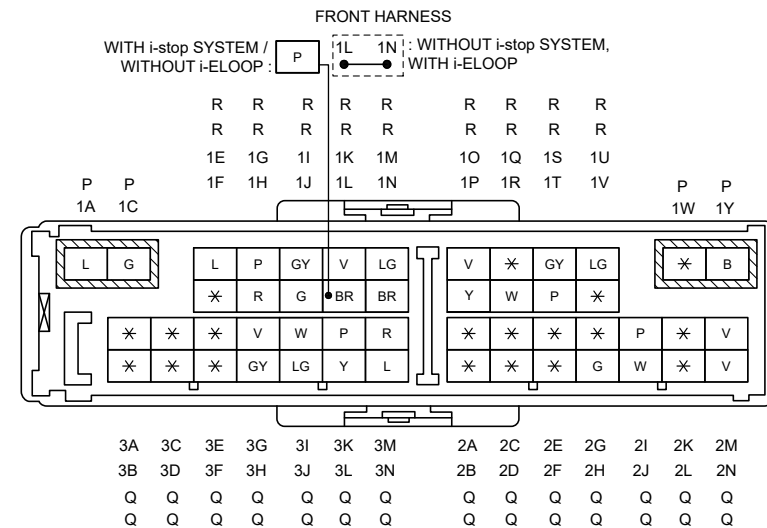 FRONT HARNESS
WITH i-stop SYSTEM / P 1L 1N : WITHOUT i-stop SYSTEM,
WITHOUT i-ELOOP : WITH i-ELOOP
R R R R R R R R R
R R R R R R R R R
1E 1G 1I 1K 1M 1O 1Q 1S 1U
1F 1H 1J 1L 1N 1P 1R 1T 1V
P P P P
1A 1C 1W 1Y
L G L P GY V LG V * GY LG * B
* R G BR BR Y W P *
* * * V W P R * * * * P * V
* * * GY LG Y L * * * G W * V
3A 3C 3E 3G 3I 3K 3M 2A 2C 2E 2G 2I 2K 2M
3B 3D 3F 3H 3J 3L 3N 2B 2D 2F 2H 2J 2L 2N
Q Q Q Q Q Q Q Q Q Q Q Q Q Q
Q Q Q Q Q Q Q Q Q Q Q Q Q Q